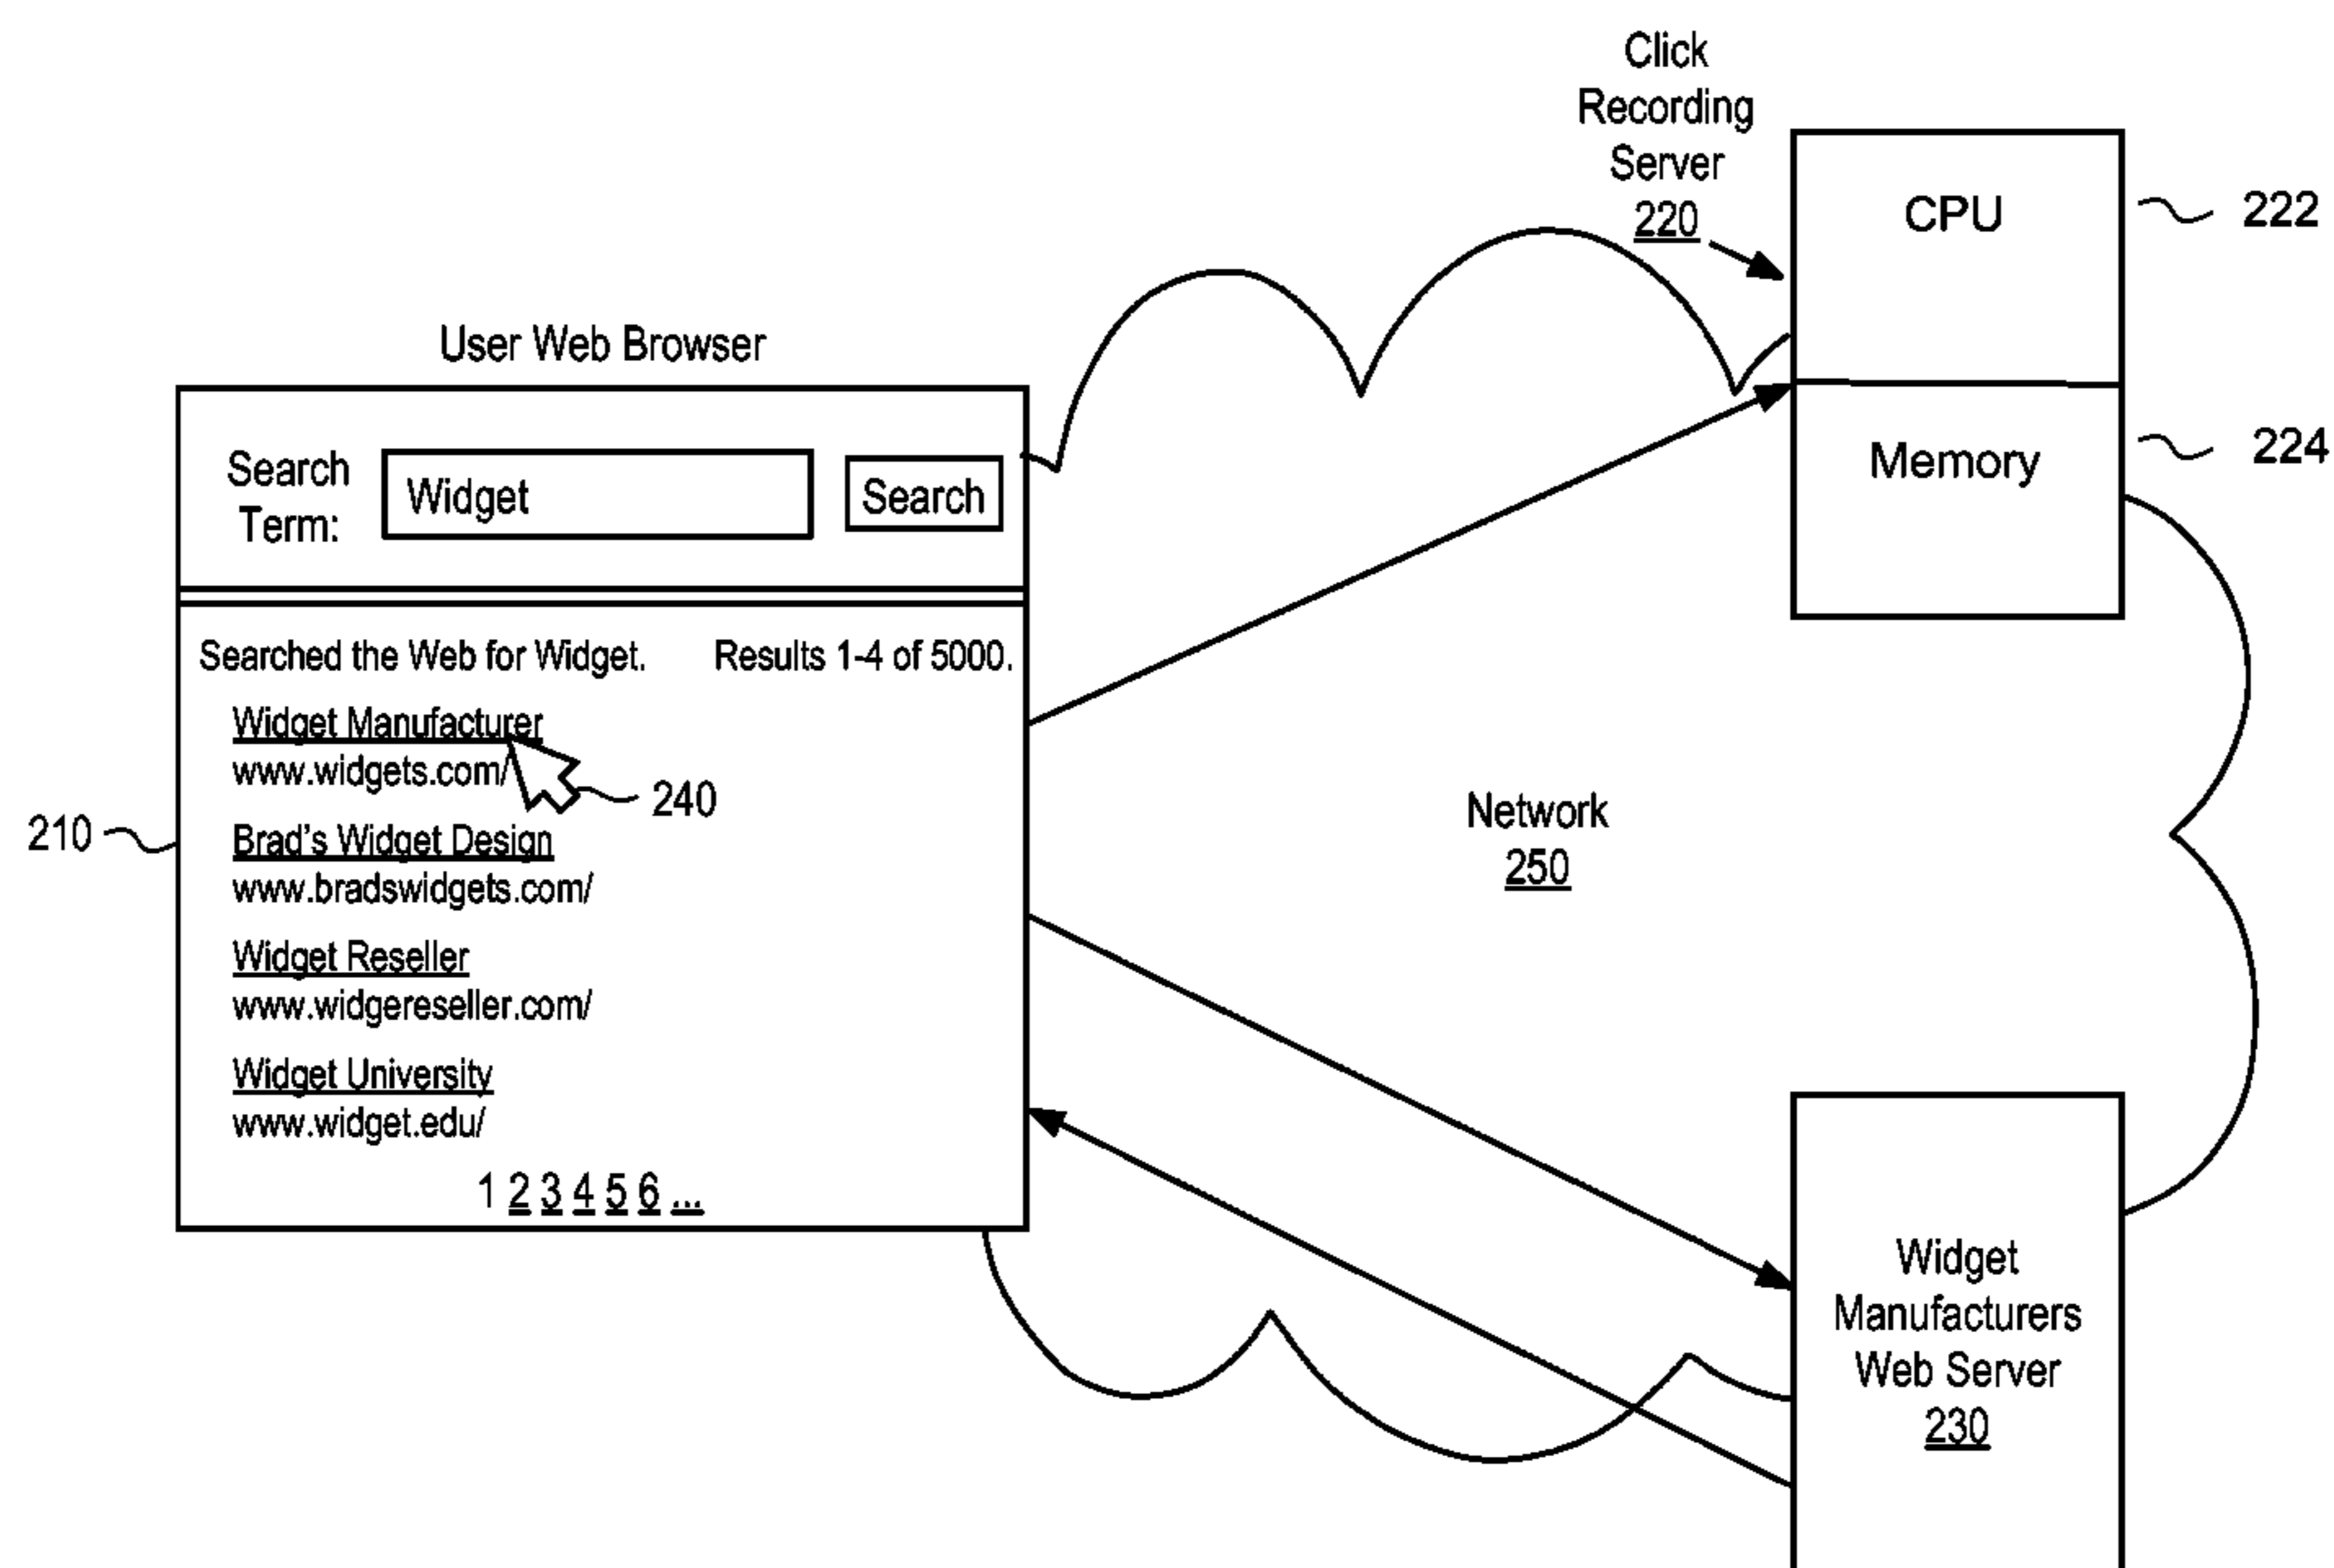 Click
Recording
Server
220
CPU
222
Memory
224
User Web Browser
Search
Term:
Widget
Search
Searched the Web for Widget. Results 1-4 of 5000.
Widget Manufacturer
www.widgets.com/
240
210
Brad's Widget Design
www.bradswidgets.com/
Widget Reseller
www.widgereseller.com/
Widget University
www.widget.edu/
1 2 3 4 5 6 ...
Network
250
Widget
Manufacturers
Web Server
230